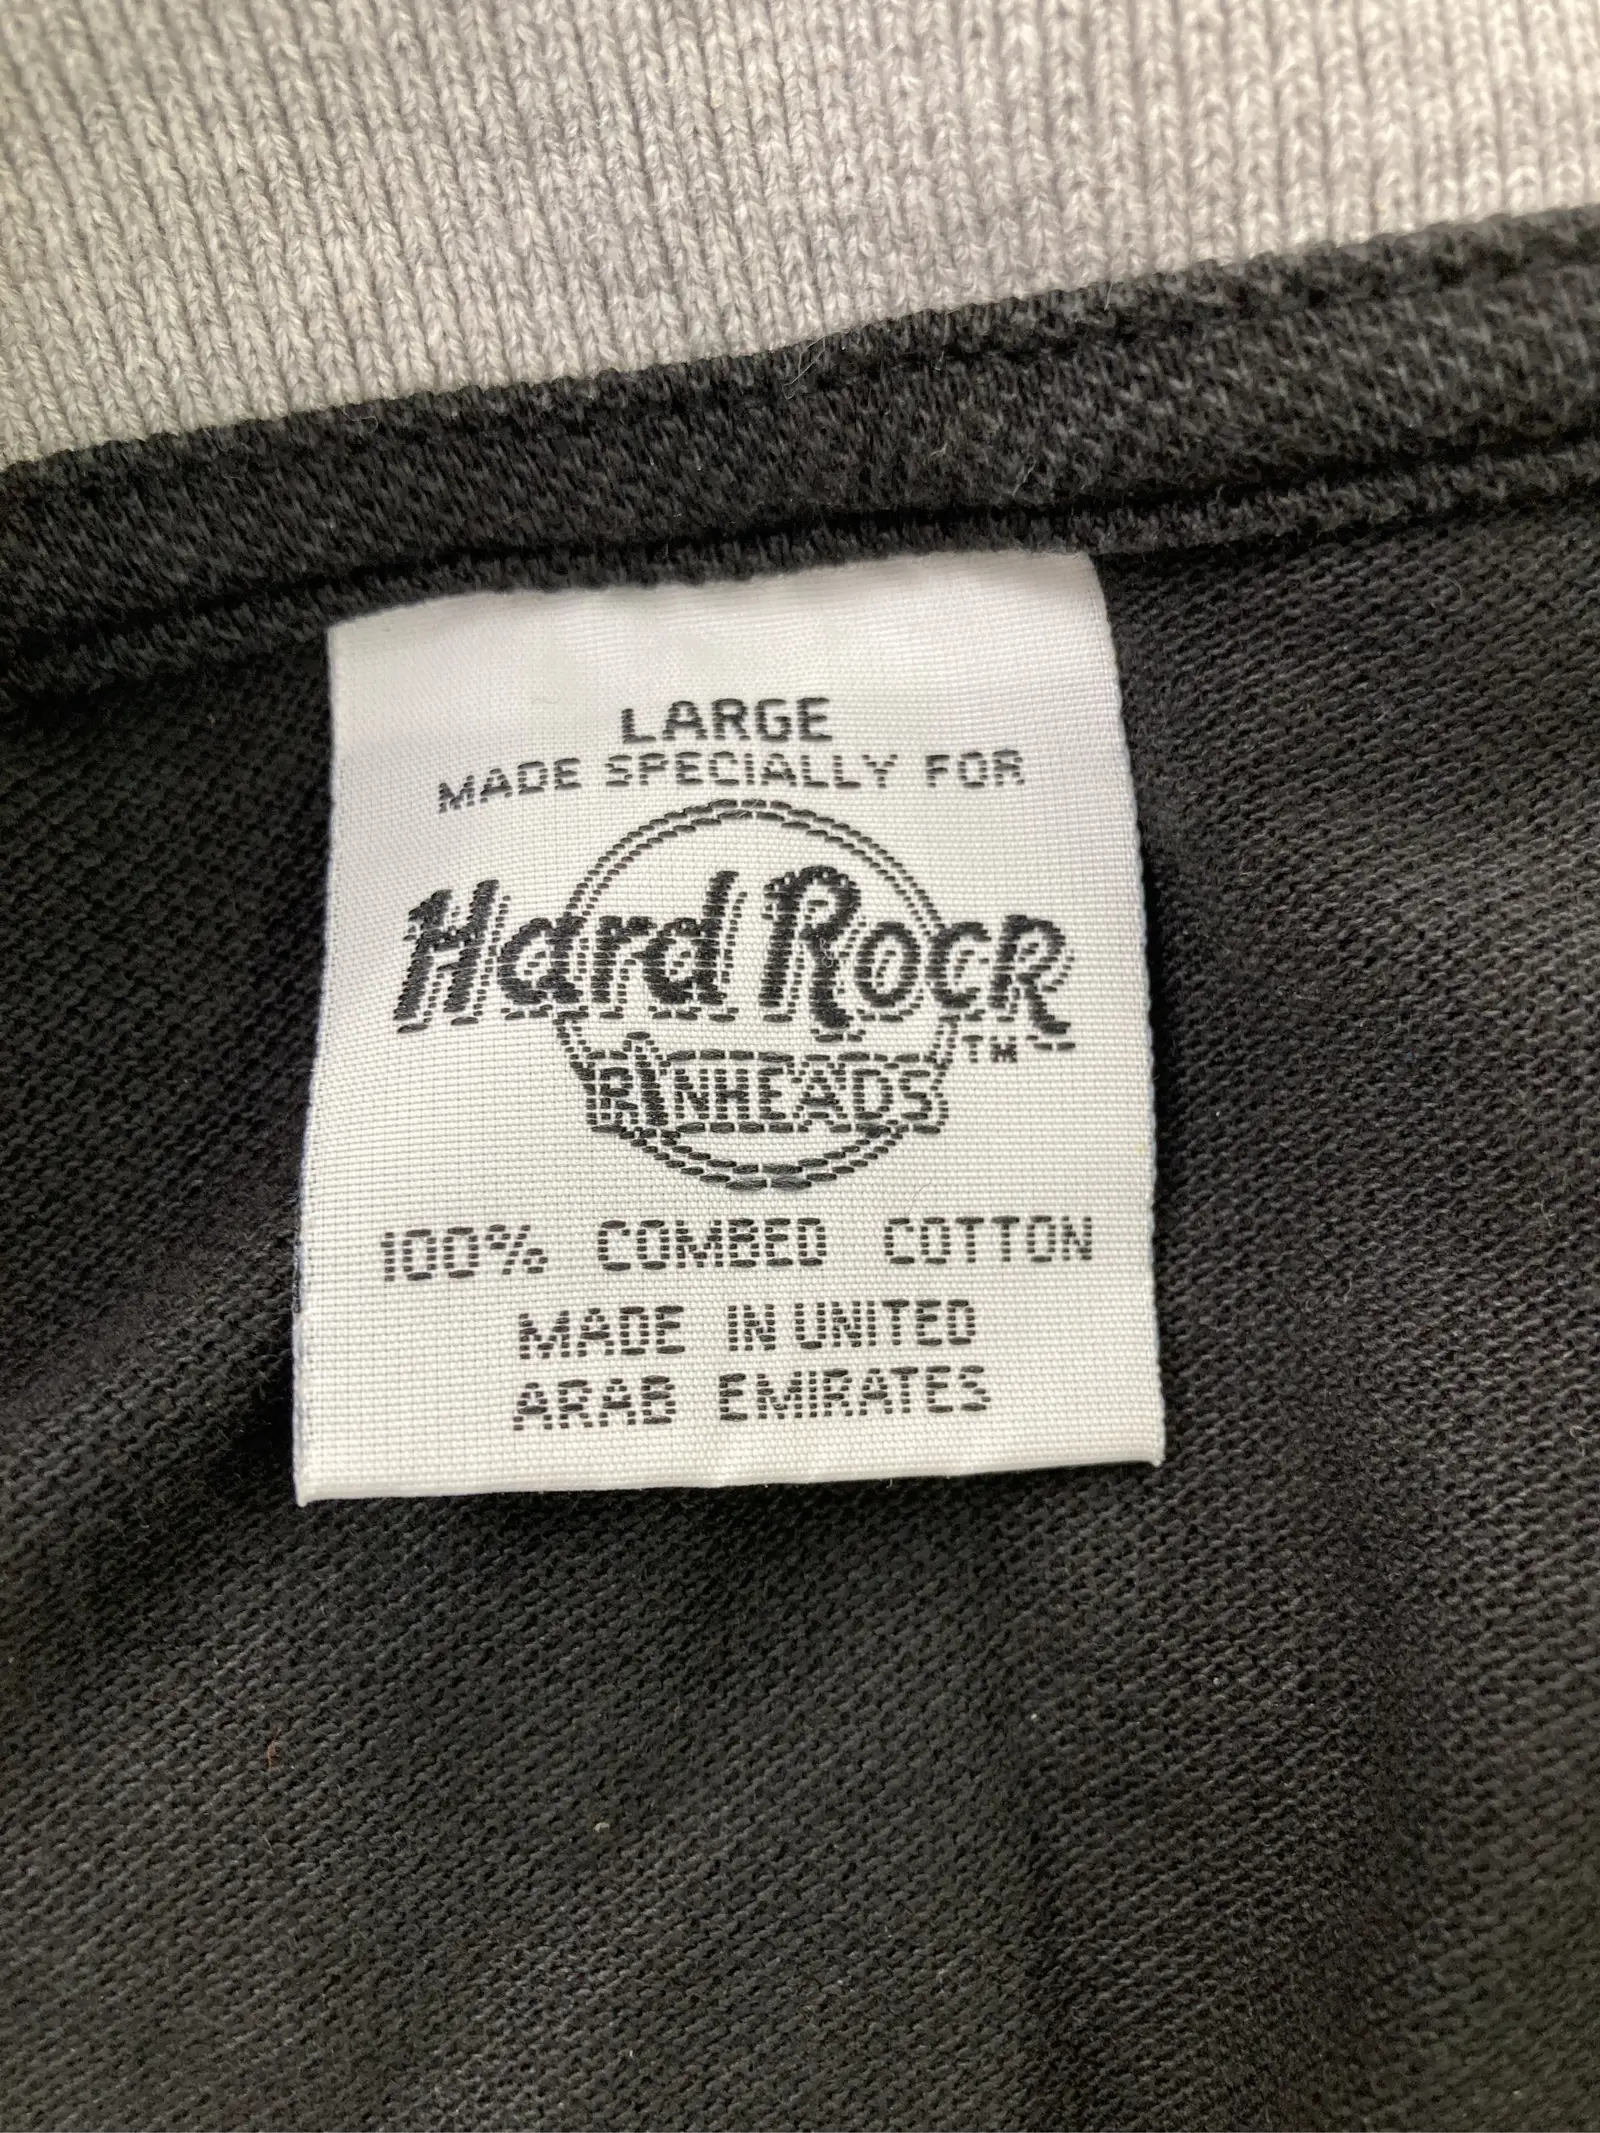 LARGE
MADE SPECIALLY FOR
Hard Rock
TM
PINHEADS
100% COMBED COTTON
MADE IN UNITED
ARAB EMIRATES